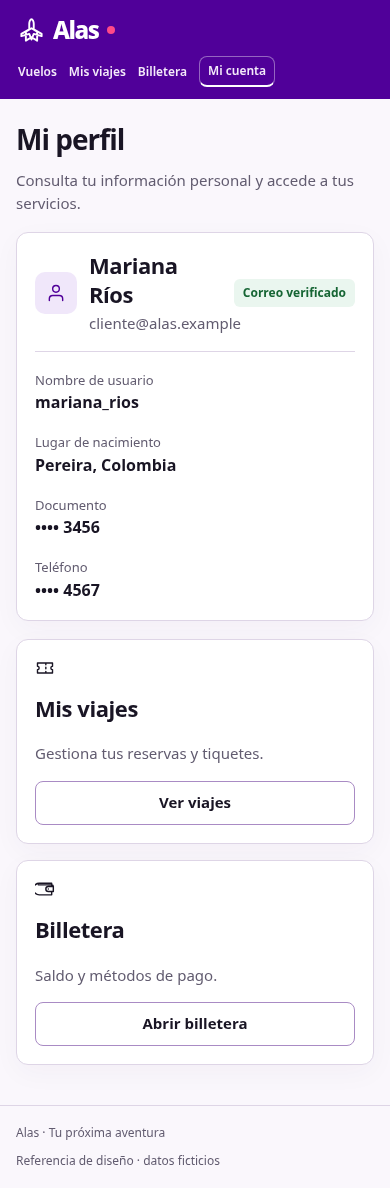 Alas
Vuelos Mis viajes Billetera Mi cuenta
Mi perfil
Consulta tu información personal y accede a tus
servicios.
Mariana
Ríos
Correo verificado
cliente@alas.example
Nombre de usuario
mariana_rios
Lugar de nacimiento
Pereira, Colombia
Documento
•••• 3456
Teléfono
•••• 4567
Mis viajes
Gestiona tus reservas y tiquetes.
Ver viajes
Billetera
Saldo y métodos de pago.
Abrir billetera
Alas · Tu próxima aventura
Referencia de diseño · datos ficticios